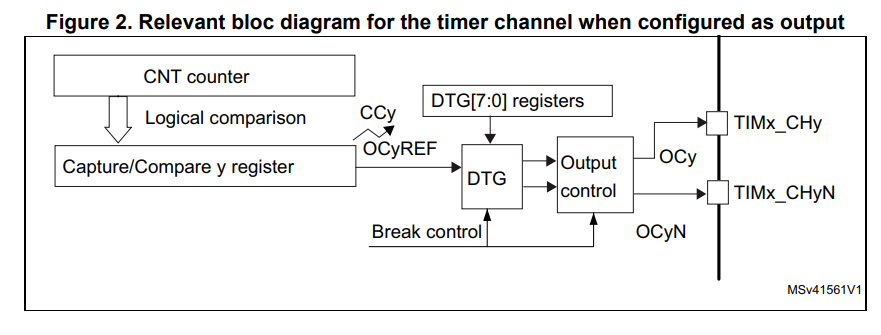 Figure 2. Relevant bloc diagram for the timer channel when configured as output
CNT counter
Logical comparison
Capture/Compare y register
CCy
OCyREF
DTG[7:0] registers
DTG
Output
control
Break control
OCy
OCyN
TIMx_CHy
TIMx_CHyN
MSv41561V1